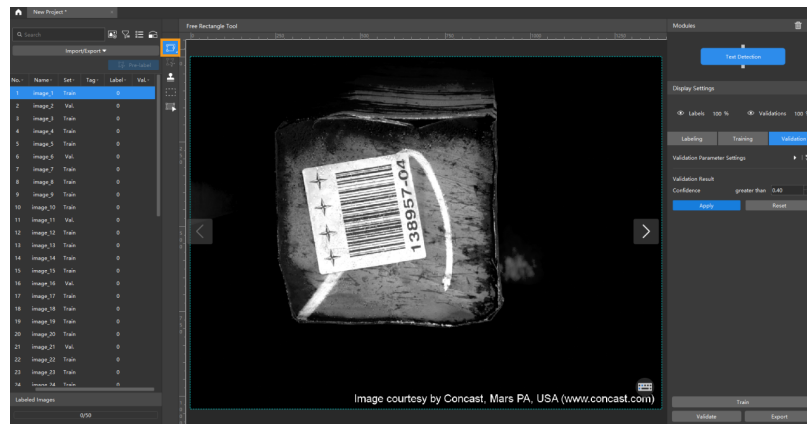 New Project *
Free Rectangle Tool
Modules
Search
Import/Export
Pre-label
Text Detection
No. Name Set Tag Label Val.
1 image_1 Train 0
2 image_2 Val. 0
3 image_3 Train 0
4 image_4 Train 0
5 image_5 Train 0
6 image_6 Val. 0
7 image_7 Train 0
8 image_8 Train 0
9 image_9 Train 0
10 image_10 Train 0
11 image_11 Val. 0
12 image_12 Train 0
13 image_13 Train 0
14 image_14 Train 0
15 image_15 Train 0
16 image_16 Val. 0
17 image_17 Train 0
18 image_18 Train 0
19 image_19 Train 0
20 image_20 Train 0
21 image_21 Val. 0
22 image_22 Train 0
23 image_23 Train 0
24 image_24 Train 0
Labeled Images
0/50
138957-04
Image courtesy by Concast, Mars PA, USA (www.concast.com)
Display Settings
Labels 100 % Validations 100
Labeling Training Validation
Validation Parameter Settings
Validation Result
Confidence greater than 0.40
Apply Reset
Train
Validate Export